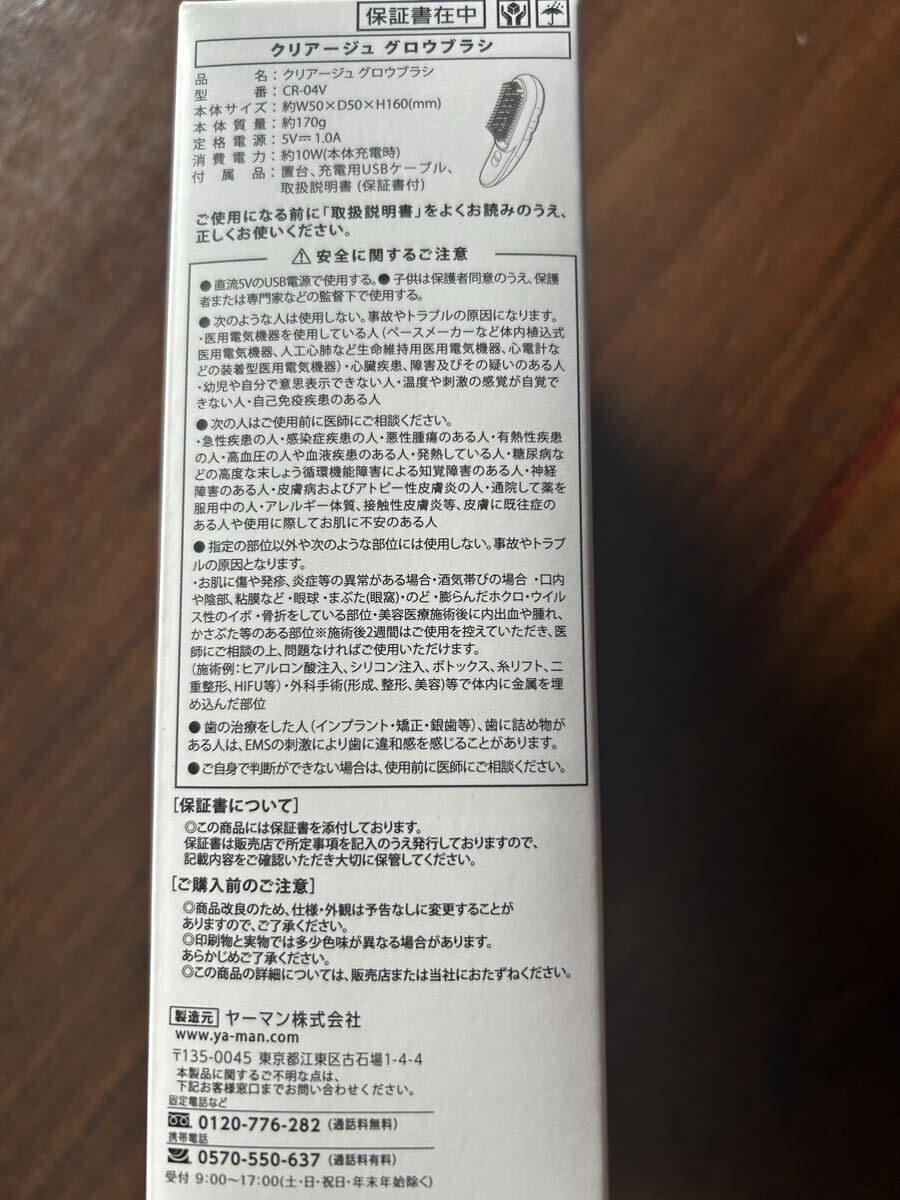 保証書在中
クリアージュ グロウブラシ
品名:クリアージュ グロウブラシ
型番:CR-04V
本体サイズ:約W50×D50×H160(mm)
本体質量:約170g
定格電源:5V⎓1.0A
消費電力:約10W(本体充電時)
付属品:置台、充電用USBケーブル、
取扱説明書 (保証書付)
ご使用になる前に「取扱説明書」をよくお読みのうえ、
正しくお使いください。
⚠ 安全に関するご注意
●直流5VのUSB電源で使用する。●子供は保護者同意のうえ、保護
者または専門家などの監督下で使用する。
●次のような人は使用しない。事故やトラブルの原因になります。
・医用電気機器を使用している人(ペースメーカーなど体内植込式
医用電気機器、人工心肺など生命維持用医用電気機器、心電計な
どの装着型医用電気機器)・心臓疾患、障害及びその疑いのある人
・幼児や自分で意思表示できない人・温度や刺激の感覚が自覚で
きない人・自己免疫疾患のある人
●次の人はご使用前に医師にご相談ください。
・急性疾患の人・感染症疾患の人・悪性腫瘍のある人・有熱性疾患
の人・高血圧の人や血液疾患のある人・発熱している人・糖尿病な
どの高度な末しょう循環機能障害による知覚障害のある人・神経
障害のある人・皮膚病およびアトピー性皮膚炎の人・通院して薬を
服用中の人・アレルギー体質、接触性皮膚炎等、皮膚に既往症の
ある人や使用に際してお肌に不安のある人
●指定の部位以外や次のような部位には使用しない。事故やトラブ
ルの原因となります。
・お肌に傷や発疹、炎症等の異常がある場合・酒気帯びの場合 ・口内
や陰部、粘膜など・眼球・まぶた(眼窩)・のど・膨らんだホクロ・ウイル
ス性のイボ・骨折をしている部位・美容医療施術後に内出血や腫れ、
かさぶた等のある部位※施術後2週間はご使用を控えていただき、医
師にご相談の上、問題なければご使用いただけます。
(施術例:ヒアルロン酸注入、シリコン注入、ボトックス、糸リフト、二
重整形、HIFU等)・外科手術(形成、整形、美容)等で体内に金属を埋
め込んだ部位
●歯の治療をした人(インプラント・矯正・銀歯等)、歯に詰め物が
ある人は、EMSの刺激により歯に違和感を感じることがあります。
●ご自身で判断ができない場合は、使用前に医師にご相談ください。
[保証書について]
◎この商品には保証書を添付しております。
保証書は販売店で所定事項を記入のうえ発行しておりますので、
記載内容をご確認いただき大切に保管してください。
[ご購入前のご注意]
◎商品改良のため、仕様・外観は予告なしに変更することが
ありますので、ご了承ください。
◎印刷物と実物では多少色味が異なる場合があります。
あらかじめご了承ください。
◎この商品の詳細については、販売店または当社におたずねください。
製造元 ヤーマン株式会社
www.ya-man.com
〒135-0045 東京都江東区古石場1-4-4
本製品に関するご不明な点は、
下記お客様窓口までお問い合わせください。
固定電話など
0120-776-282 (通話料無料)
携帯電話
0570-550-637 (通話料有料)
受付 9:00〜17:00(土・日・祝日・年末年始除く)